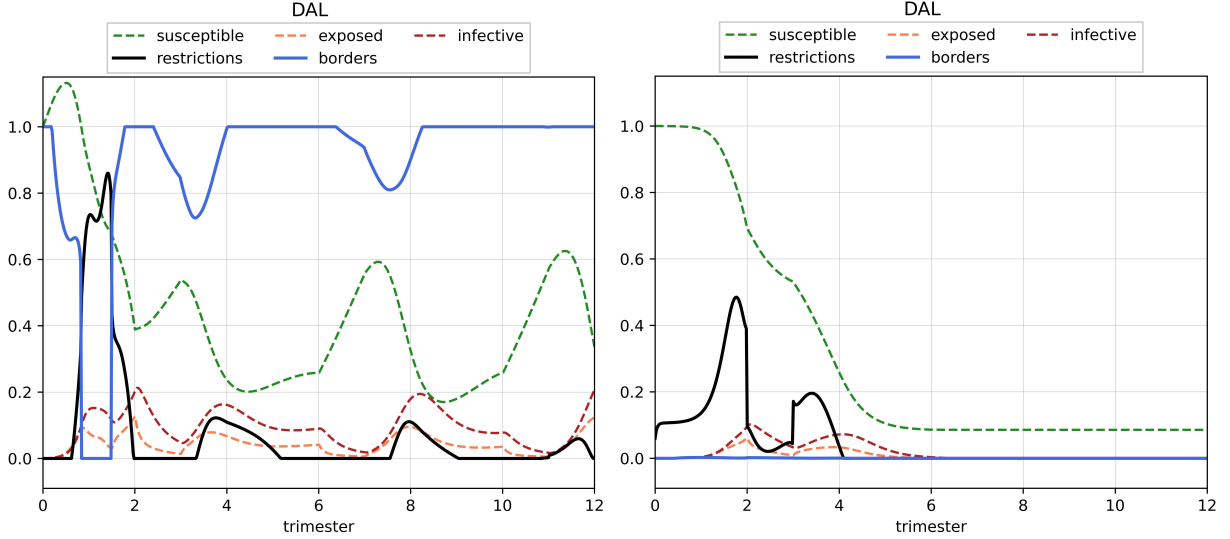 DAL
susceptible exposed infective
restrictions borders
1.0
0.8
0.6
0.4
0.2
0.0
0 2 4 6 8 10 12
trimester
DAL
susceptible exposed infective
restrictions borders
1.0
0.8
0.6
0.4
0.2
0.0
0 2 4 6 8 10 12
trimester